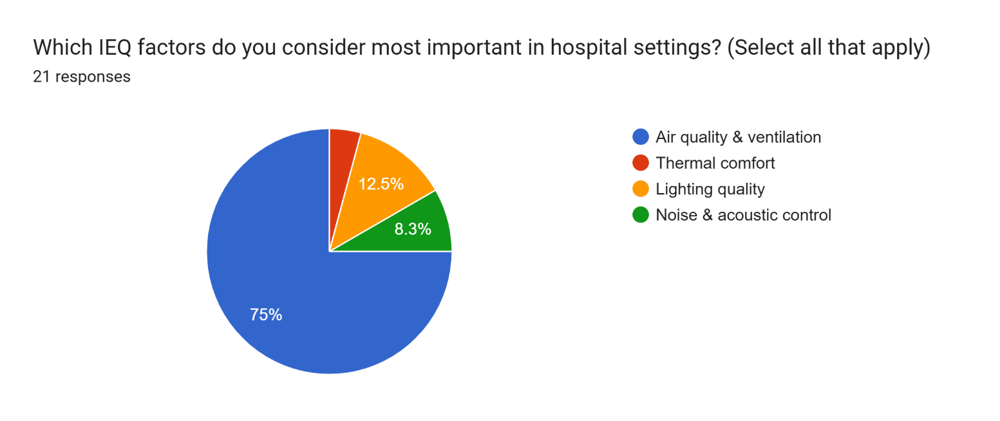 Which IEQ factors do you consider most important in hospital settings? (Select all that apply)
21 responses
12.5%
8.3%
75%
Air quality & ventilation
Thermal comfort
Lighting quality
Noise & acoustic control